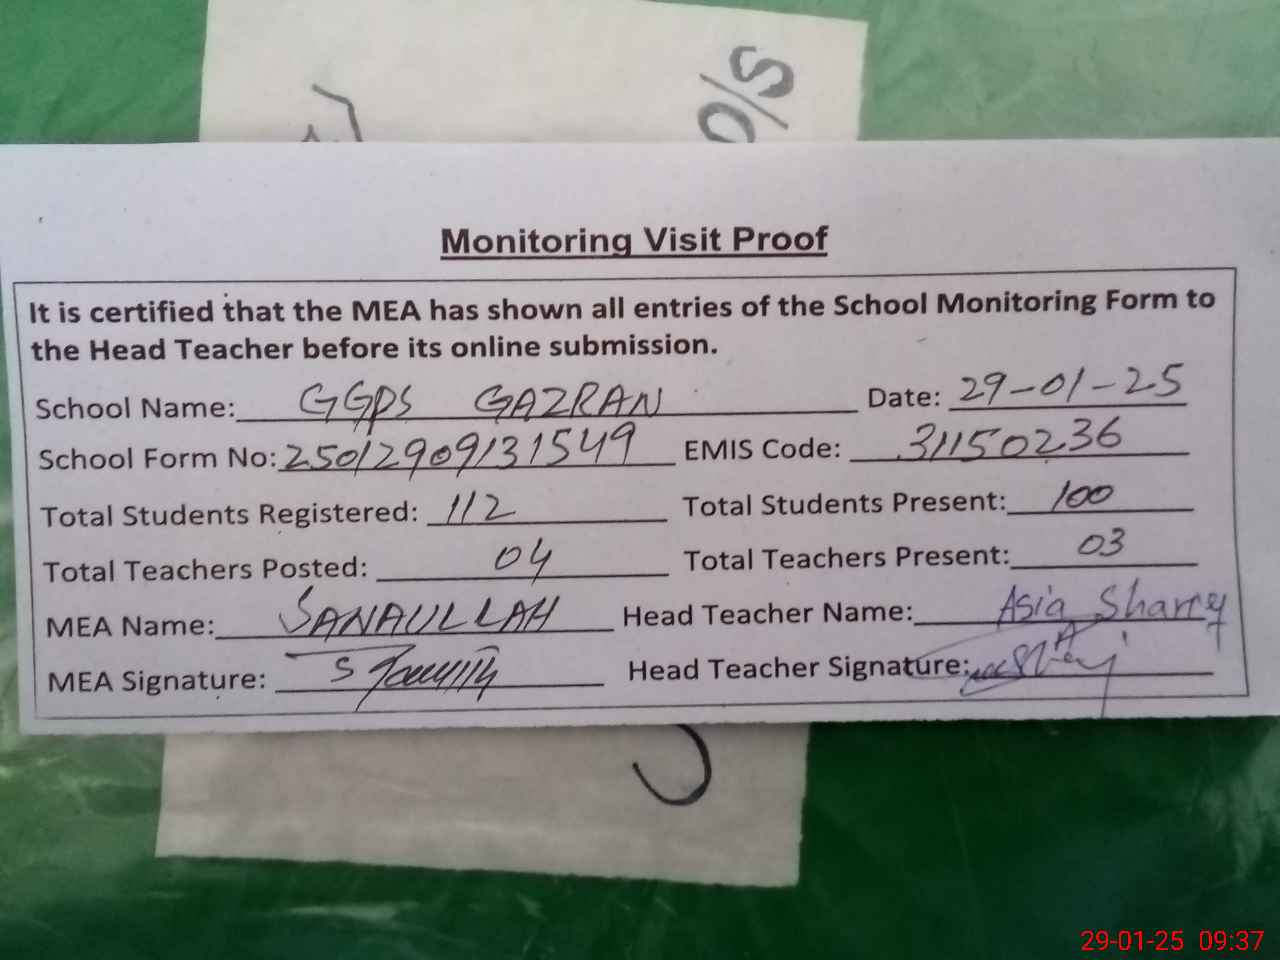 O/S
Monitoring Visit Proof
It is certified that the MEA has shown all entries of the School Monitoring Form to
the Head Teacher before its online submission.
School Name: GGPS GAZRAN Date: 29-01-25
School Form No: 25012909131549 EMIS Code: 31150236
Total Students Registered: 112 Total Students Present: 100
Total Teachers Posted: 04 Total Teachers Present: 03
MEA Name: SANAULLAH Head Teacher Name: Asia
MEA Signature: Head Teacher Signature:
29-01-25 09:37